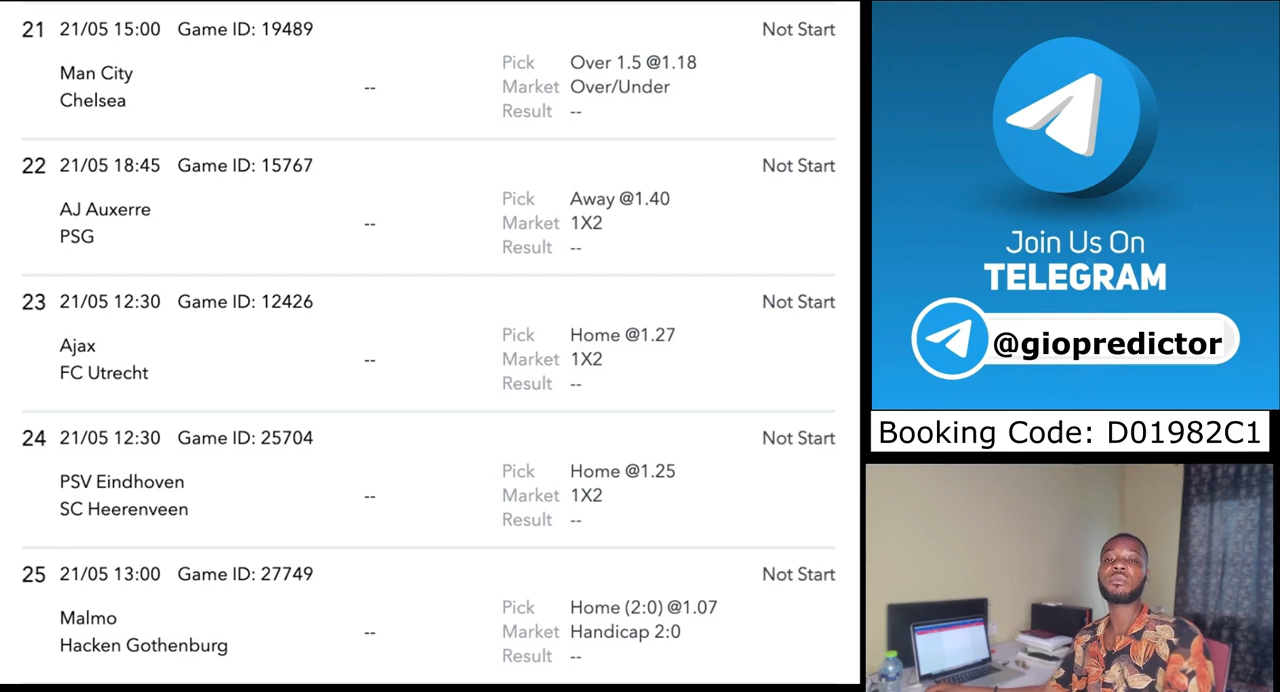 21 21/05 15:00 Game ID: 19489 Not Start
Man City
Chelsea
--
Pick Over 1.5 @1.18
Market Over/Under
Result --
22 21/05 18:45 Game ID: 15767 Not Start
AJ Auxerre
PSG
--
Pick Away @1.40
Market 1X2
Result --
23 21/05 12:30 Game ID: 12426 Not Start
Ajax
FC Utrecht
--
Pick Home @1.27
Market 1X2
Result --
24 21/05 12:30 Game ID: 25704 Not Start
PSV Eindhoven
SC Heerenveen
--
Pick Home @1.25
Market 1X2
Result --
25 21/05 13:00 Game ID: 27749 Not Start
Malmo
Hacken Gothenburg
--
Pick Home (2:0) @1.07
Market Handicap 2:0
Result --
Join Us On
TELEGRAM
@giopredictor
Booking Code: D01982C1